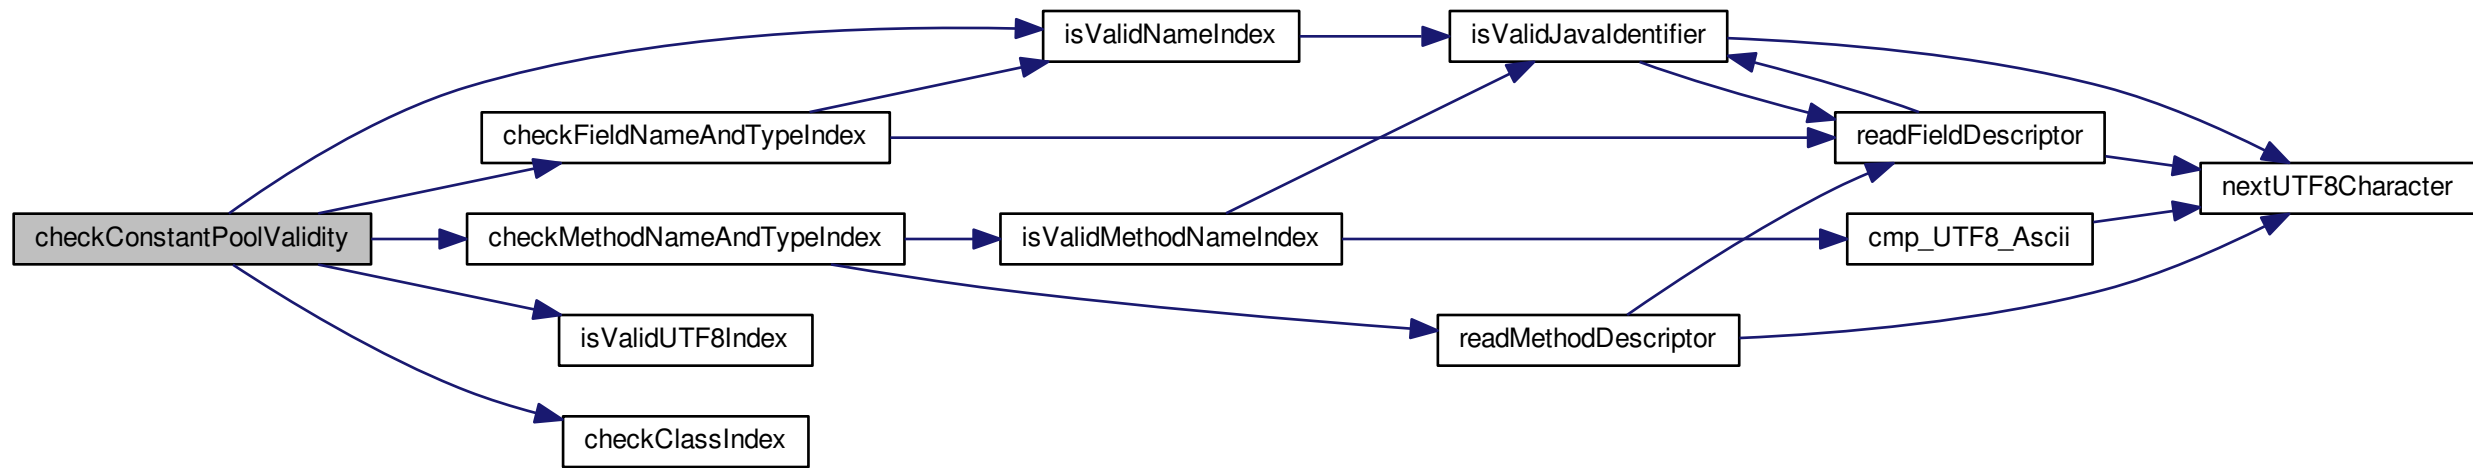 isValidNameIndex
isValidJavaIdentifier
checkFieldNameAndTypeIndex
readFieldDescriptor
nextUTF8Character
checkConstantPoolValidity
checkMethodNameAndTypeIndex
isValidMethodNameIndex
cmp_UTF8_Ascii
isValidUTF8Index
readMethodDescriptor
checkClassIndex